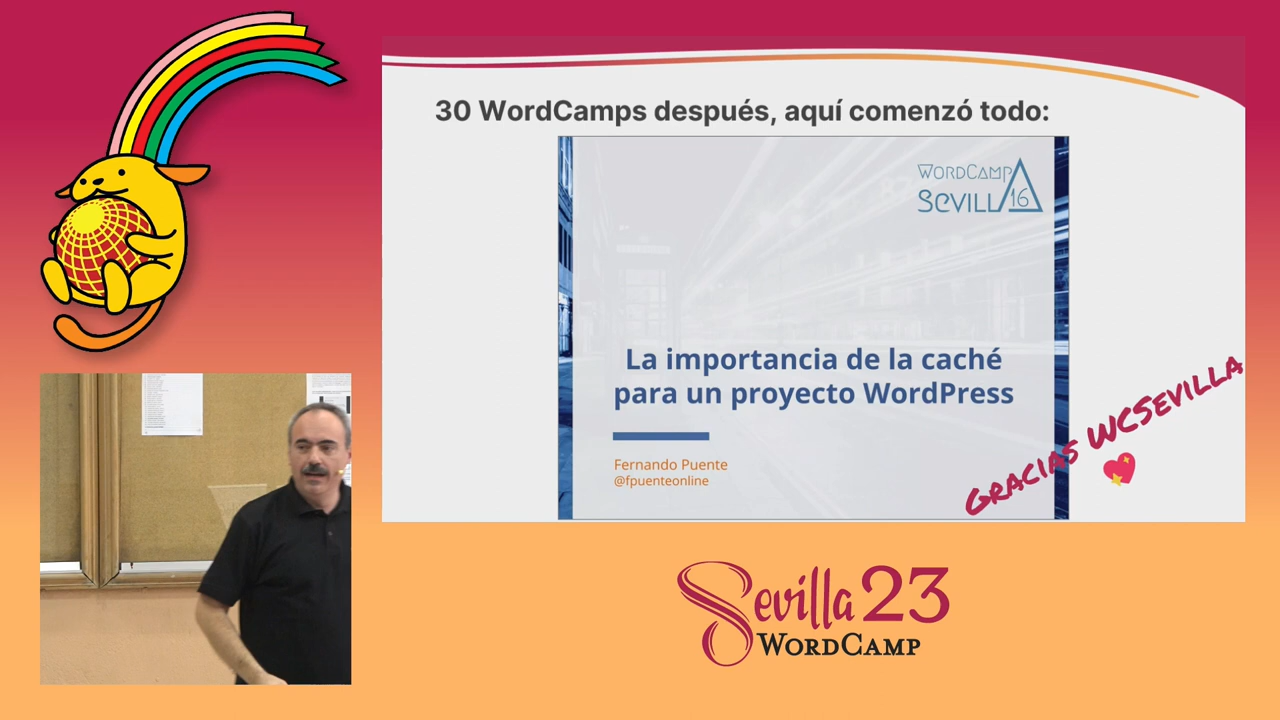 30 WordCamps después, aquí comenzó todo:
WORDCAMP
SEVILLA 16
La importancia de la caché
para un proyecto WordPress
Fernando Puente
@fpuenteonline
GRACIAS WCSEVILLA
Sevilla 23
WORDCAMP